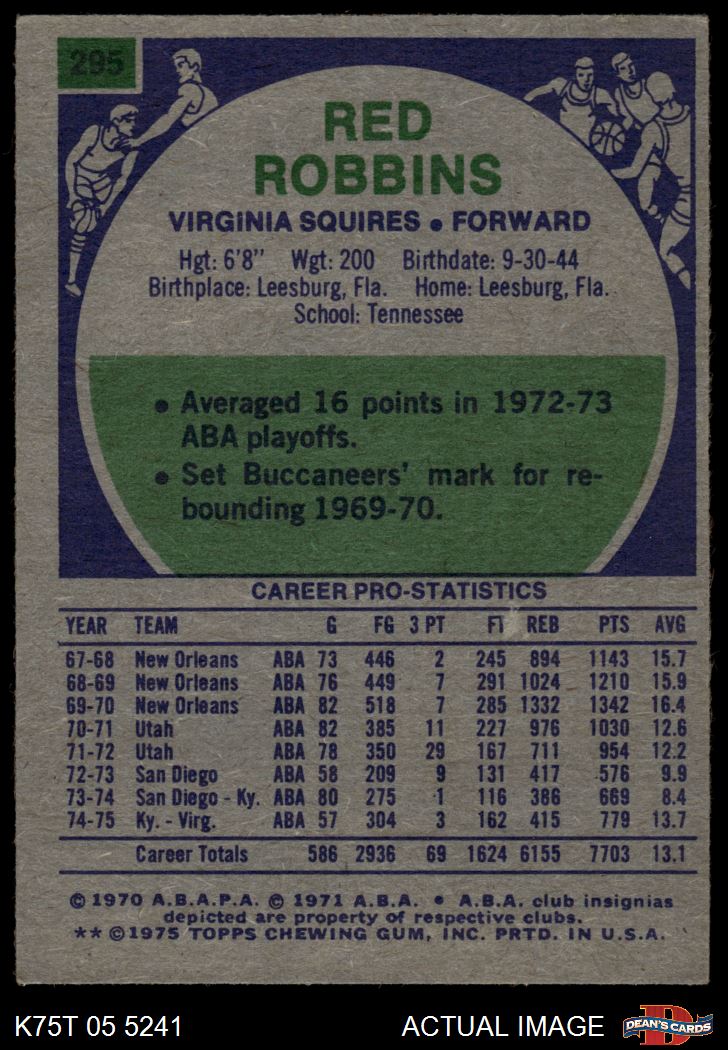 295
RED
ROBBINS
VIRGINIA SQUIRES • FORWARD
Hgt: 6'8" Wgt: 200 Birthdate: 9-30-44
Birthplace: Leesburg, Fla. Home: Leesburg, Fla.
School: Tennessee
• Averaged 16 points in 1972-73
ABA playoffs.
• Set Buccaneers' mark for re-
bounding 1969-70.
CAREER PRO-STATISTICS
YEAR TEAM G FG 3 PT FT REB PTS AVG
67-68 New Orleans ABA 73 446 2 245 894 1143 15.7
68-69 New Orleans ABA 76 449 7 291 1024 1210 15.9
69-70 New Orleans ABA 82 518 7 285 1332 1342 16.4
70-71 Utah ABA 82 385 11 227 976 1030 12.6
71-72 Utah ABA 78 350 29 167 711 954 12.2
72-73 San Diego ABA 58 209 9 131 417 576 9.9
73-74 San Diego - Ky. ABA 80 275 1 116 386 669 8.4
74-75 Ky. - Virg. ABA 57 304 3 162 415 779 13.7
Career Totals 586 2936 69 1624 6155 7703 13.1
© 1970 A.B.A.P.A. © 1971 A.B.A. • A.B.A. club insignias
depicted are property of respective clubs.
** © 1975 TOPPS CHEWING GUM, INC. PRTD. IN U.S.A.
K75T 05 5241 ACTUAL IMAGE
D
DEAN'S CARDS